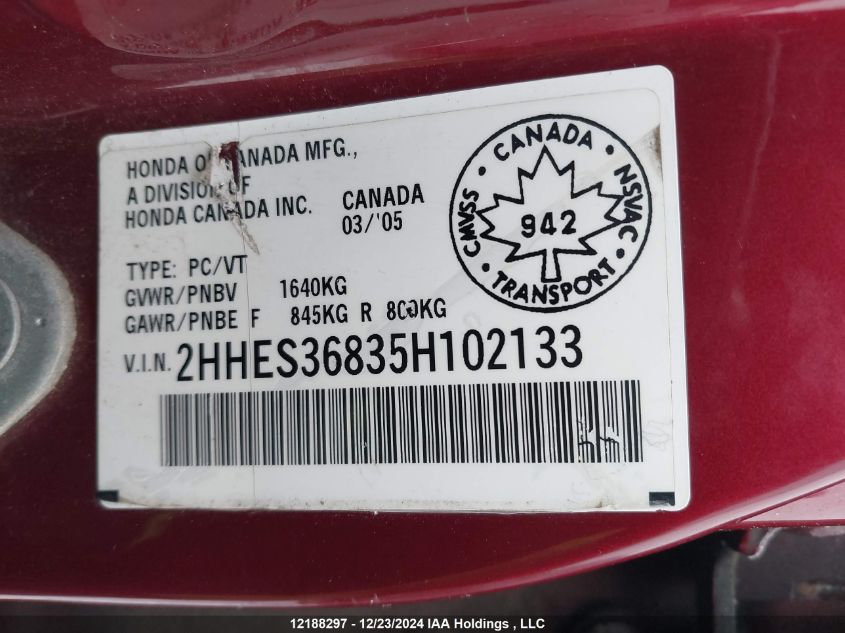 HONDA OF CANADA MFG.,
A DIVISION OF
HONDA CANADA INC.
CANADA
03/'05
TYPE: PC/VT
GVWR/PNBV 1640KG
GAWR/PNBE F 845KG R 800KG
V.I.N. 2HHES36835H102133
CANADA
CMVSS
NSVAC
942
TRANSPORT
12188297 - 12/23/2024 IAA Holdings , LLC